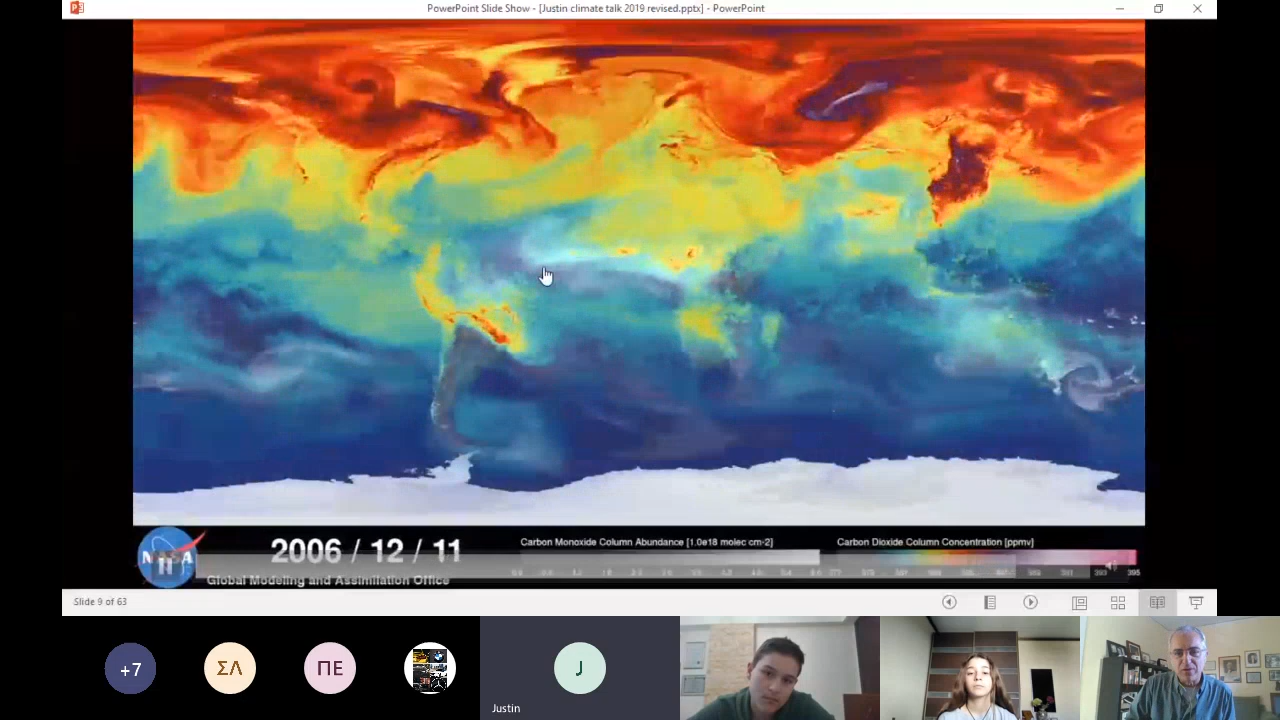 PowerPoint Slide Show - [Justin climate talk 2019 revised.pptx] - PowerPoint
2006 / 12 / 11
Global Modeling and Assimilation Office
Carbon Monoxide Column Abundance [1.0e18 molec cm-2]
Carbon Dioxide Column Concentration [ppmv]
393
395
Slide 9 of 63
+7
ΣΛ
ΠΕ
J
Justin